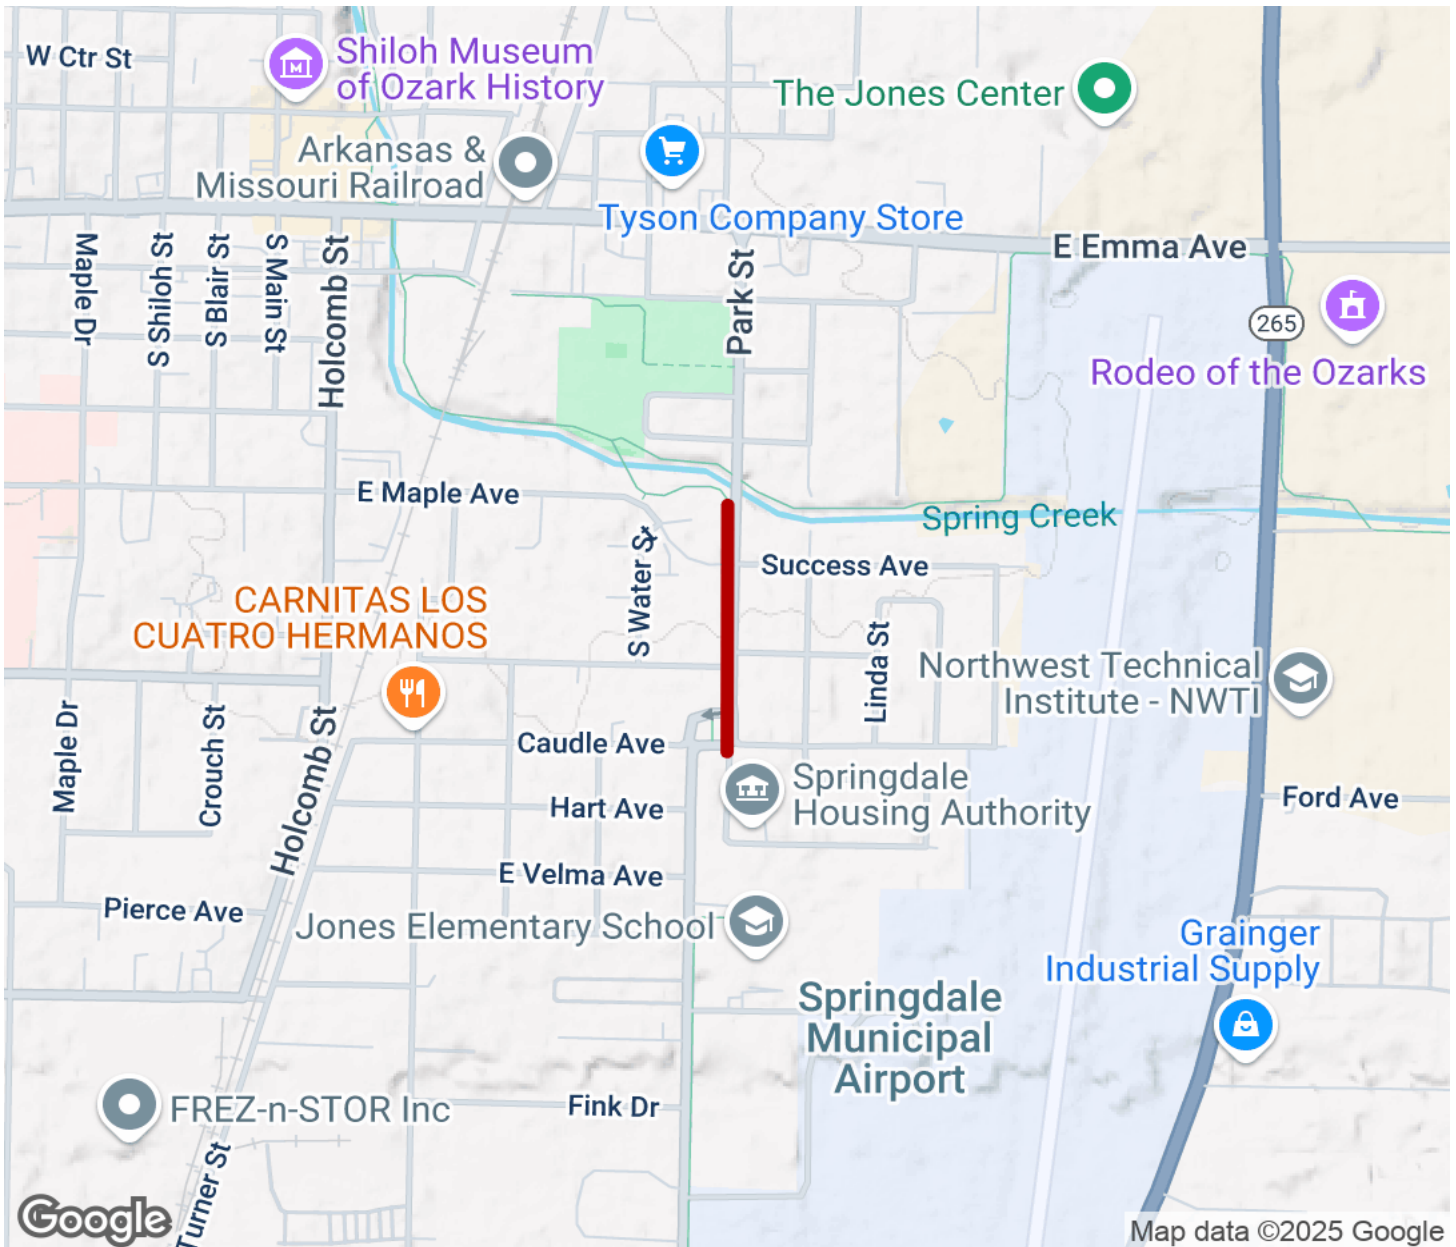 W Ctr St
Shiloh Museum
of Ozark History
The Jones Center
Arkansas &
Missouri Railroad
Tyson Company Store
E Emma Ave
Maple Dr
S Shiloh St
S Blair St
S Main St
Holcomb St
Park St
265
Rodeo of the Ozarks
E Maple Ave
Spring Creek
S Water St
Success Ave
CARNITAS LOS
CUATRO HERMANOS
Linda St
Northwest Technical
Institute - NWTI
Maple Dr
Crouch St
Holcomb St
Caudle Ave
Springdale
Housing Authority
Hart Ave
Ford Ave
E Velma Ave
Pierce Ave
Jones Elementary School
Grainger
Industrial Supply
Springdale
Municipal
Airport
FREZ-n-STOR Inc
Fink Dr
Turner St
Google
Map data ©2025 Google